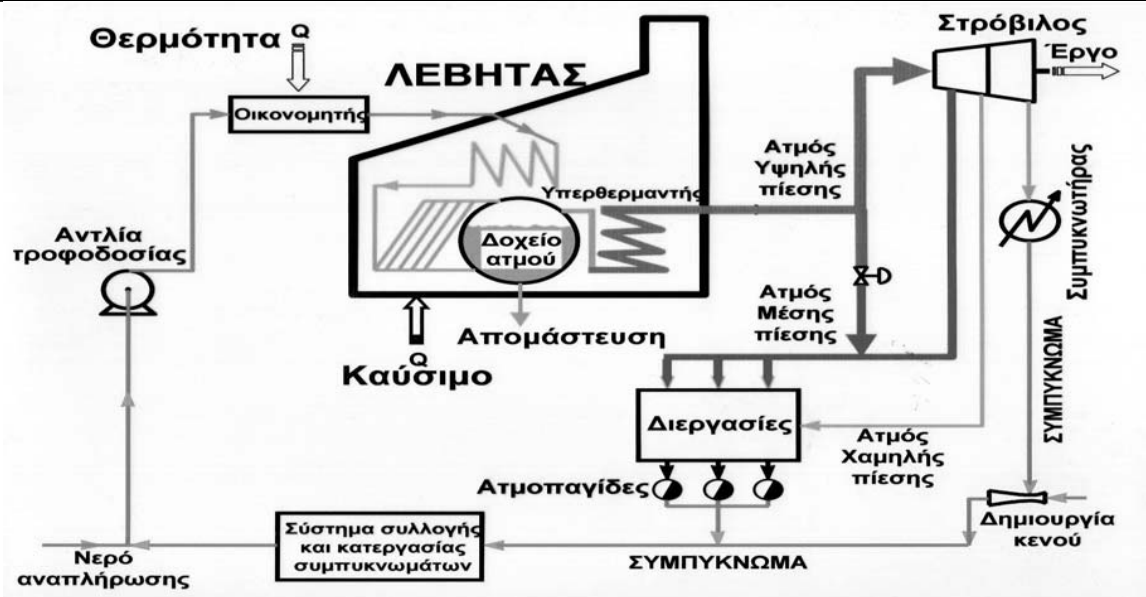 Θερμότητα Q
ΛΕΒΗΤΑΣ
Στρόβιλος
Έργο
Οικονομητής
Ατμός
Υψηλής
πίεσης
Υπερθερμαντής
Δοχείο
ατμού
Αντλία
τροφοδοσίας
Συμπυκνωτήρας
Ατμός
Μέσης
πίεσης
Απομάστευση
Q
Καύσιμο
Διεργασίες
Ατμός
Χαμηλής
πίεσης
ΣΥΜΠΥΚΝΩΜΑ
Ατμοπαγίδες
Δημιουργία
κενού
Σύστημα συλλογής
και κατεργασίας
συμπυκνωμάτων
ΣΥΜΠΥΚΝΩΜΑ
Νερό
αναπλήρωσης